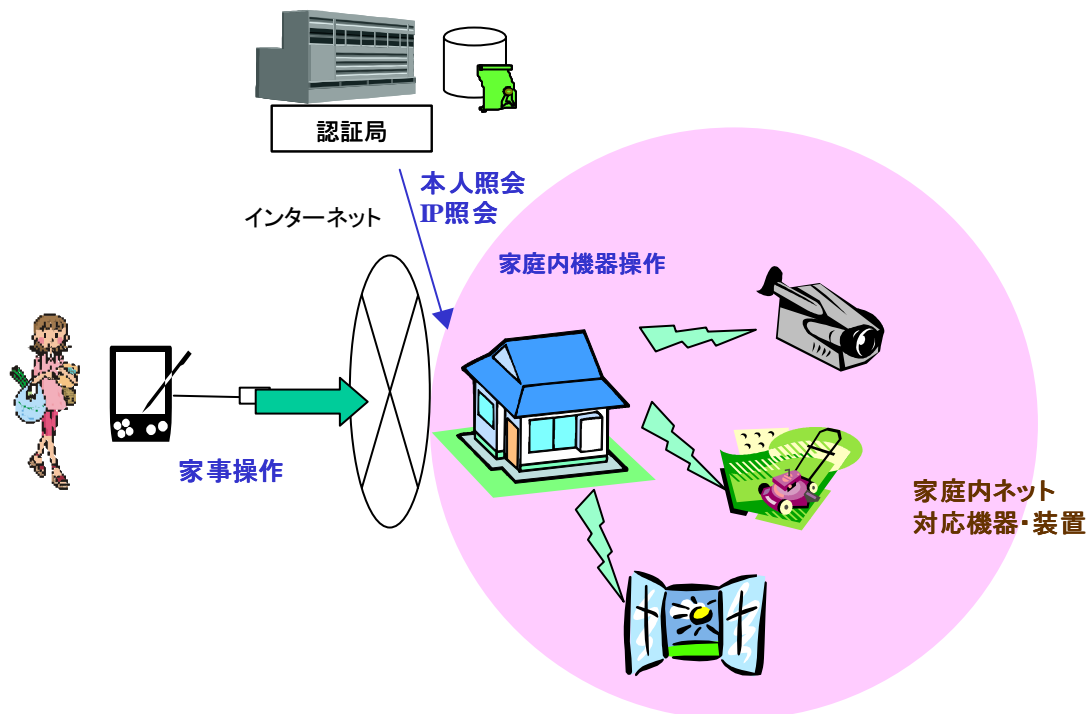 認証局
本人照会
IP照会
インターネット
家庭内機器操作
家事操作
家庭内ネット
対応機器・装置